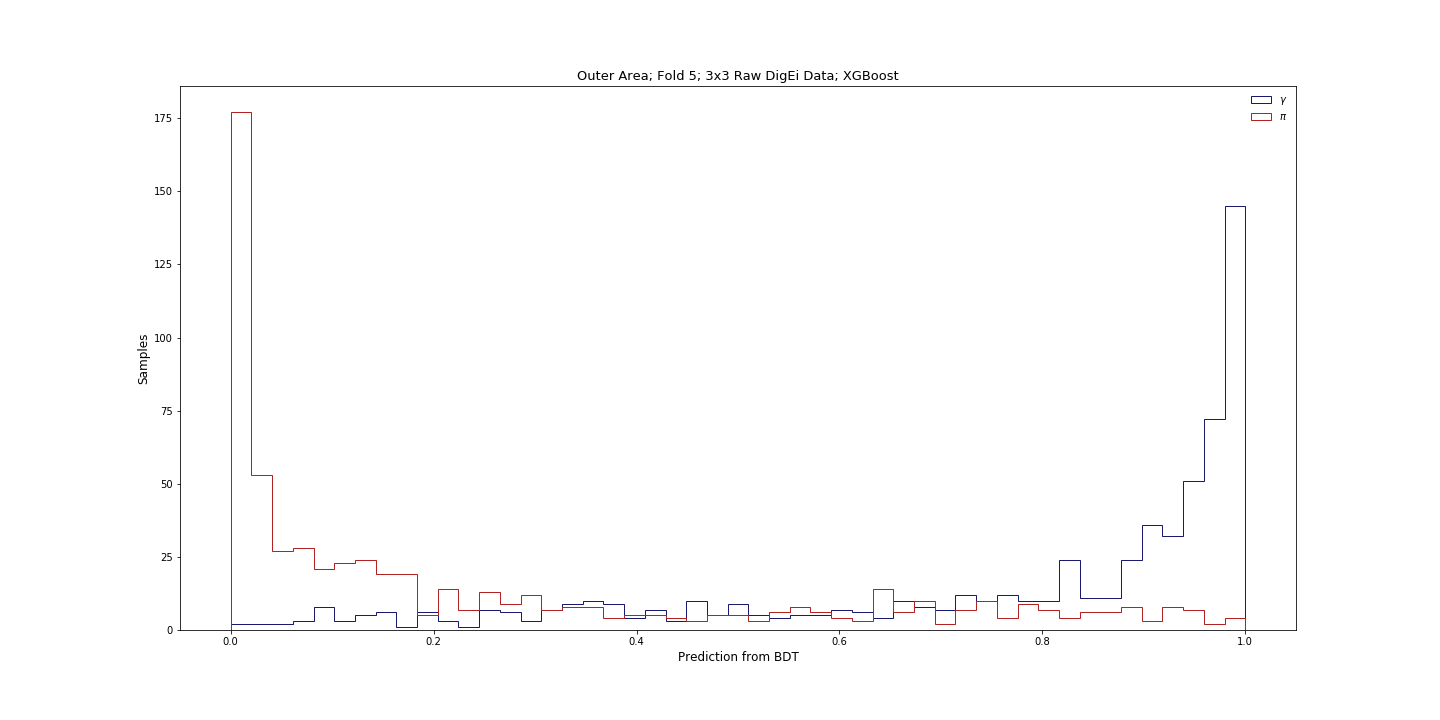 Outer Area; Fold 5; 3x3 Raw DigEi Data; XGBoost
γ
π
175
150
125
100
75
50
25
0
Samples
0.0 0.2 0.4 0.6 0.8 1.0
Prediction from BDT